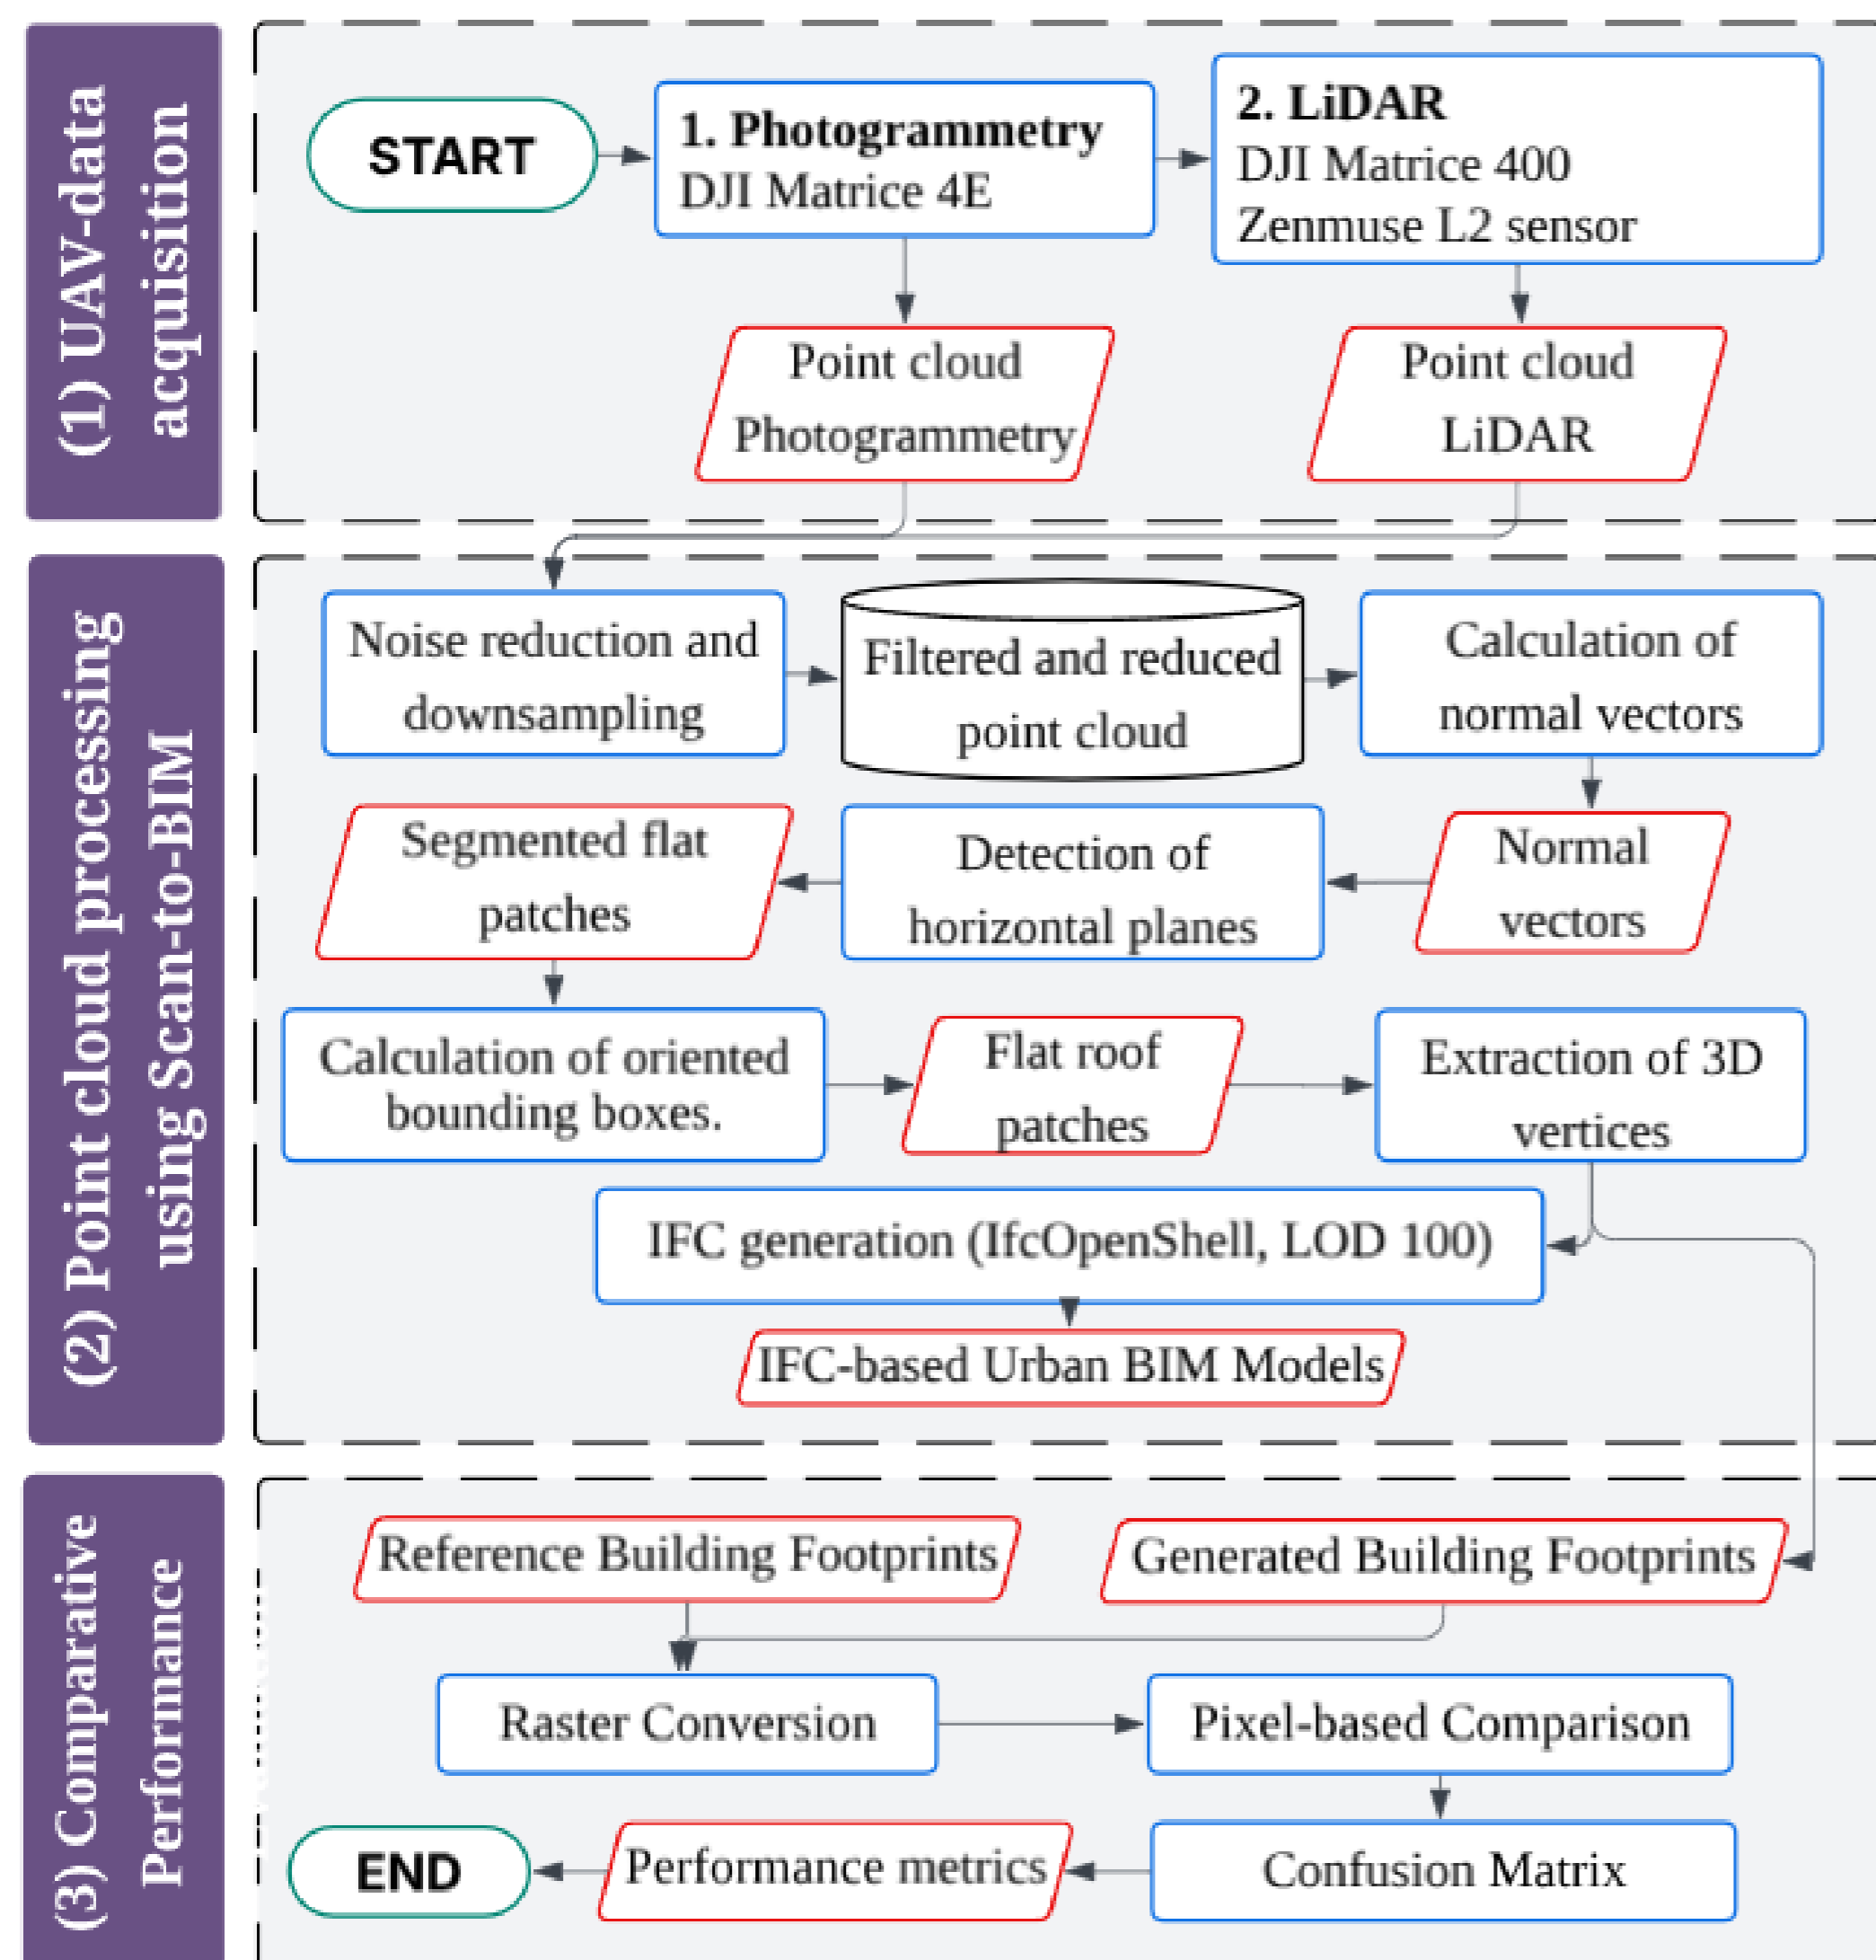 (1) UAV-data
acquisition
START
1. Photogrammetry
DJI Matrice 4E
2. LiDAR
DJI Matrice 400
Zenmuse L2 sensor
Point cloud
Photogrammetry
Point cloud
LiDAR
(2) Point cloud processing
using Scan-to-BIM
Noise reduction and
downsampling
Filtered and reduced
point cloud
Calculation of
normal vectors
Segmented flat
patches
Detection of
horizontal planes
Normal
vectors
Calculation of oriented
bounding boxes.
Flat roof
patches
Extraction of 3D
vertices
IFC generation (IfcOpenShell, LOD 100)
IFC-based Urban BIM Models
(3) Comparative
Performance
Reference Building Footprints
Generated Building Footprints
Raster Conversion
Pixel-based Comparison
END
Performance metrics
Confusion Matrix